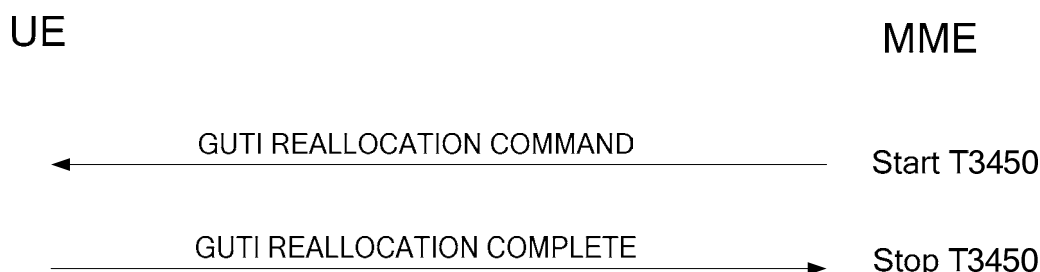 UE
MME
GUTI REALLOCATION COMMAND
Start T3450
GUTI REALLOCATION COMPLETE
Stop T3450